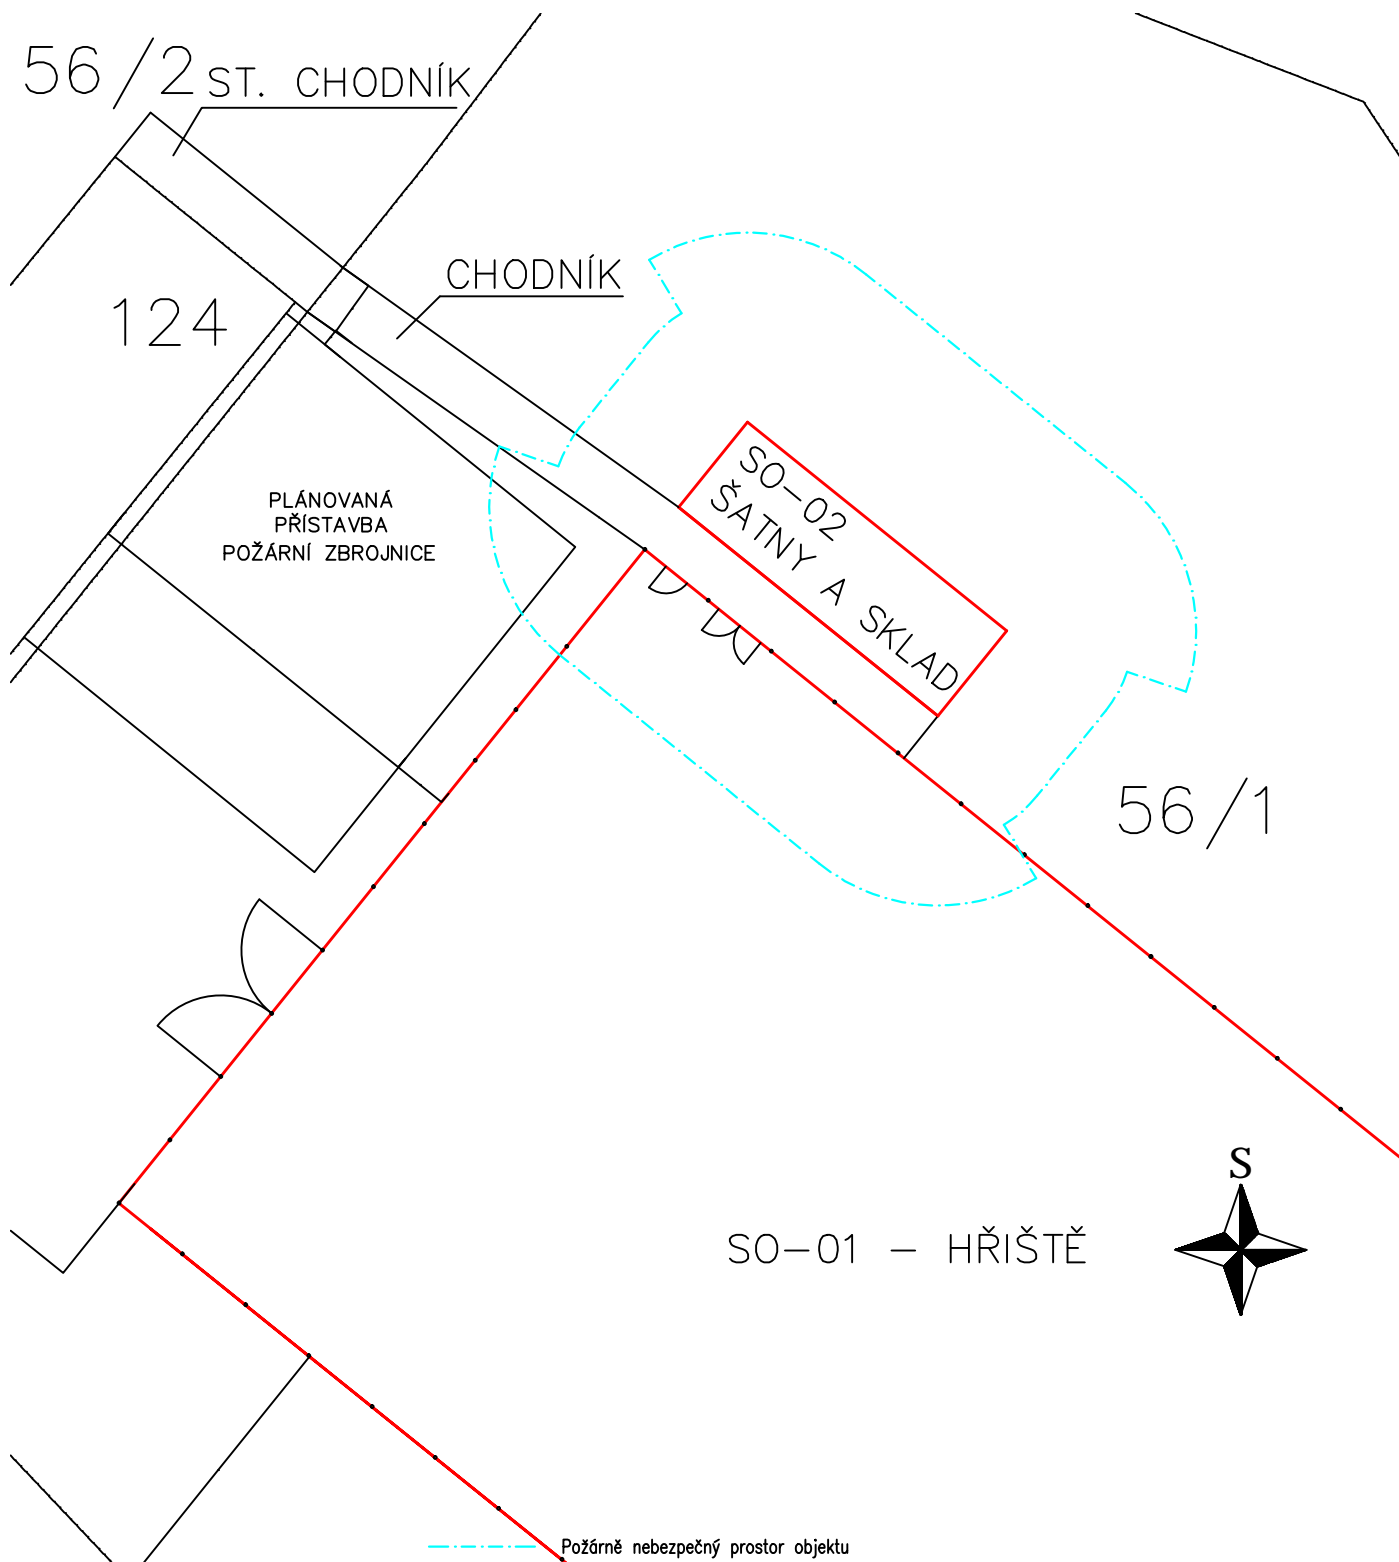 56/2
ST. CHODNÍK
CHODNÍK
124
PLÁNOVANÁ
PŘÍSTAVBA
POŽÁRNÍ ZBROJNICE
SO-02
ŠATNY A SKLAD
56/1
S
SO-01 - HŘIŠTĚ
Požárně nebezpečný prostor objektu